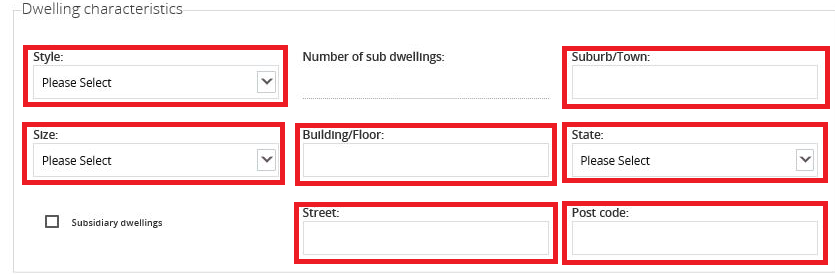 Dwelling characteristics
Style:
Please Select
Number of sub dwellings:
Suburb/Town:
Size:
Please Select
Building/Floor:
State:
Please Select
Subsidiary dwellings
Street:
Post code: